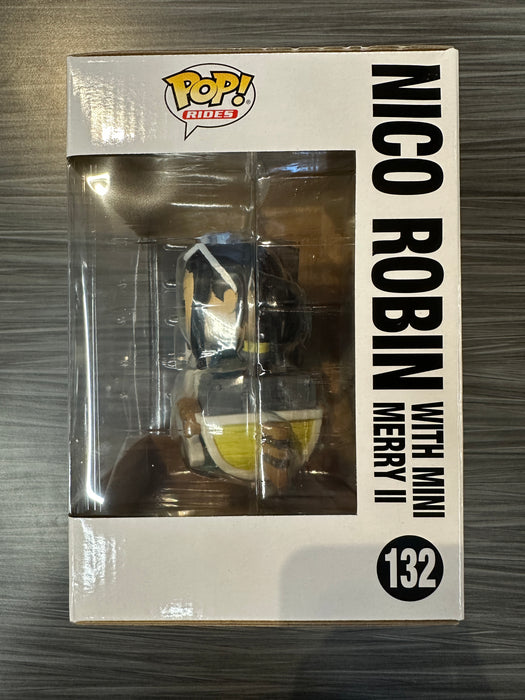 POP!
RIDES
NICO ROBIN
WITH MINI
MERRY II
132